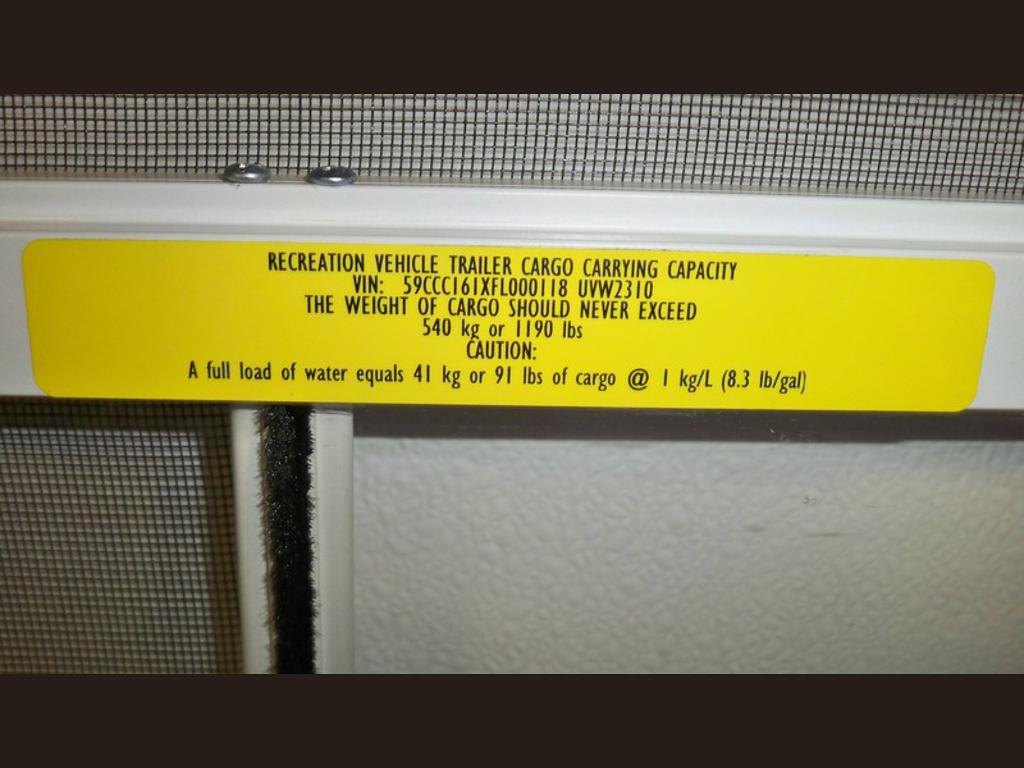 RECREATION VEHICLE TRAILER CARGO CARRYING CAPACITY
VIN: 59CCC161XFL000118 UVW2310
THE WEIGHT OF CARGO SHOULD NEVER EXCEED
540 kg or 1190 lbs
CAUTION:
A full load of water equals 41 kg or 91 lbs of cargo @ 1 kg/L (8.3 lb/gal)